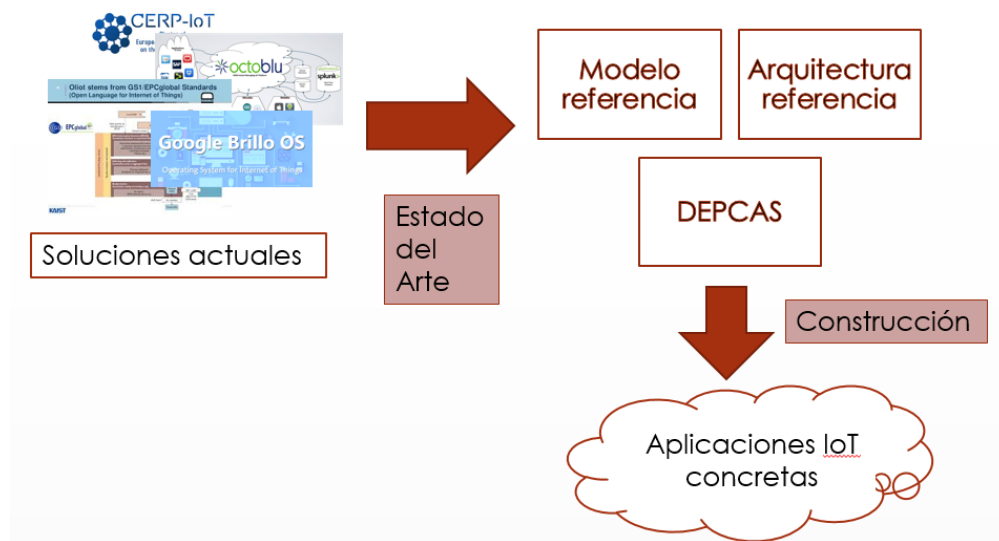 CERP-IoT
octoblu
splunk>
Oliot stems from GS1/EPCglobal Standards
(Open Language for Internet of Things)
EPCglobal
Google Brillo OS
Operating System for Internet of Things
KAIST
Soluciones actuales
Estado
del
Arte
Modelo
referencia
Arquitectura
referencia
DEPCAS
Construcción
Aplicaciones IoT
concretas